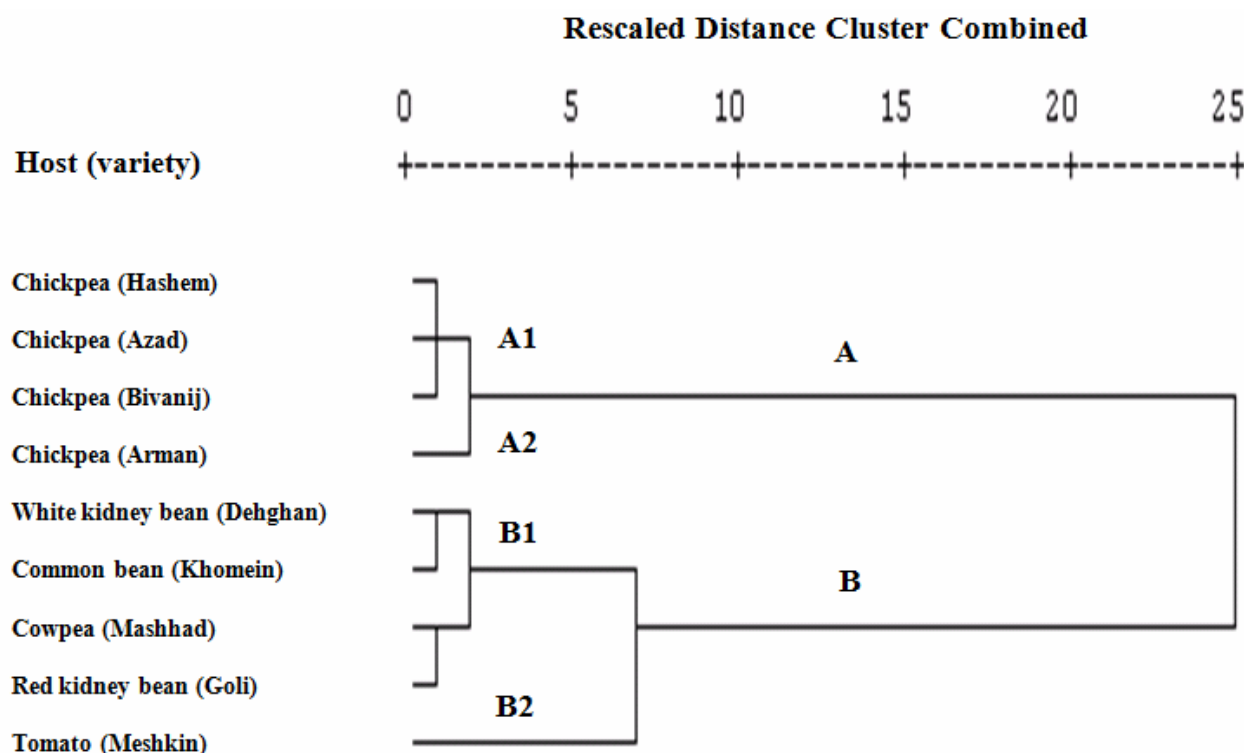 Rescaled Distance Cluster Combined
0 5 10 15 20 25
Host (variety)
Chickpea (Hashem)
Chickpea (Azad)
A1
A
Chickpea (Bivanij)
Chickpea (Arman)
A2
White kidney bean (Dehghan)
B1
Common bean (Khomein)
B
Cowpea (Mashhad)
Red kidney bean (Goli)
B2
Tomato (Meshkin)